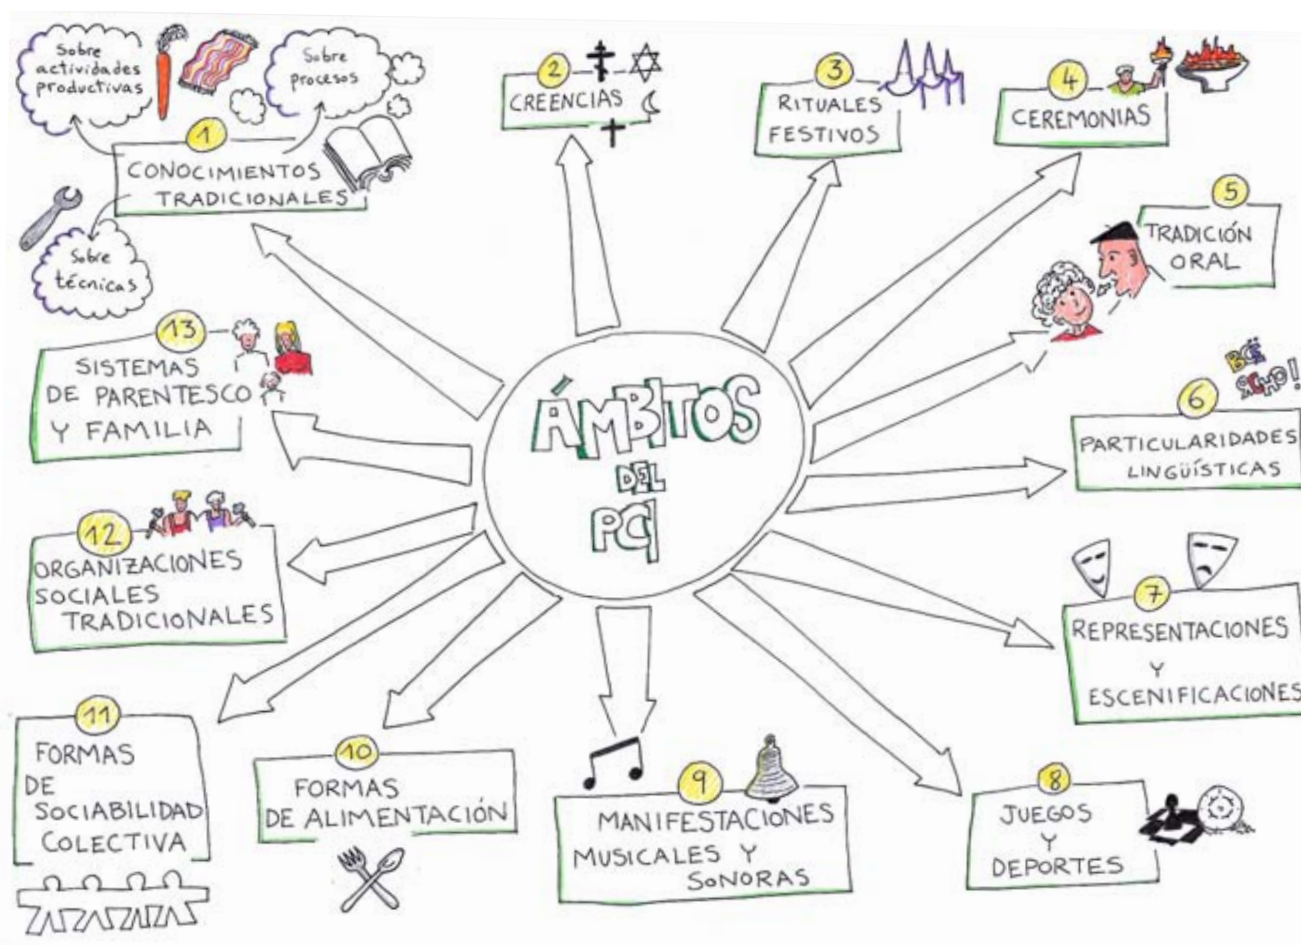 ÁMBITOS
DEL
PCI
1
CONOCIMIENTOS
TRADICIONALES
Sobre
actividades
productivas
Sobre
procesos
Sobre
técnicas
2
CREENCIAS
3
RITUALES
FESTIVOS
4
CEREMONIAS
5
TRADICIÓN
ORAL
6
PARTICULARIDADES
LINGÜÍSTICAS
7
REPRESENTACIONES
Y
ESCENIFICACIONES
8
JUEGOS
Y
DEPORTES
9
MANIFESTACIONES
MUSICALES Y
SONORAS
10
FORMAS
DE ALIMENTACIÓN
11
FORMAS
DE
SOCIABILIDAD
COLECTIVA
12
ORGANIZACIONES
SOCIALES
TRADICIONALES
13
SISTEMAS
DE PARENTESCO
Y FAMILIA